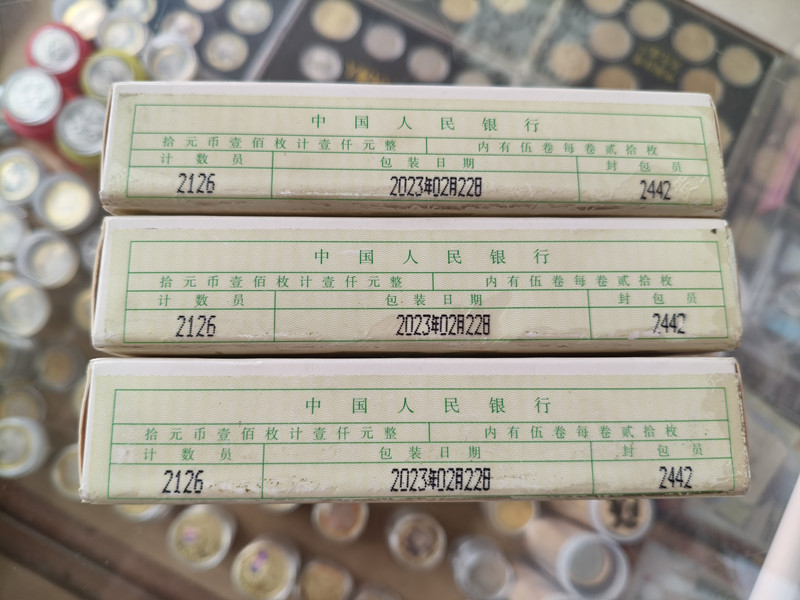 中国人民银行
拾元币壹佰枚计壹仟元整 内有伍卷每卷贰拾枚
计数员 包装日期 封包员
2126 2023年02月22日 2442
中国人民银行
拾元币壹佰枚计壹仟元整 内有伍卷每卷贰拾枚
计数员 包装日期 封包员
2126 2023年02月22日 2442
中国人民银行
拾元币壹佰枚计壹仟元整 内有伍卷每卷贰拾枚
计数员 包装日期 封包员
2126 2023年02月22日 2442